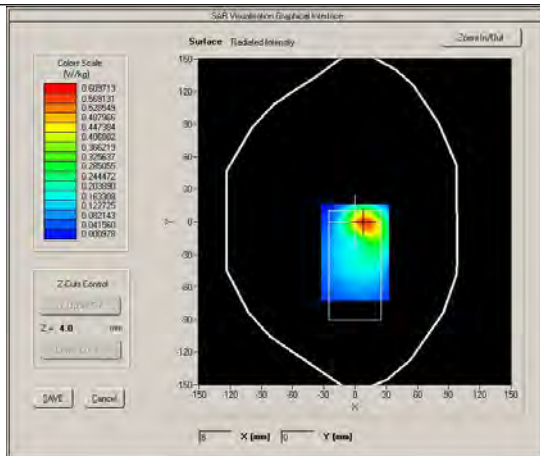 SAR Visualisation Graphical Interface
Surface Radiated Intensity
Zoom In/Out
Colors Scale
(W/kg)
0.609713
0.569131
0.528549
0.487966
0.447384
0.406802
0.366219
0.325637
0.285055
0.244472
0.203890
0.163308
0.122725
0.082143
0.041560
0.000978
150
120
90
60
30
0
-30
-60
-90
-120
-150
Y
-150 -120 -90 -60 -30 0 30 60 90 120 150
X
Z-Cuts Control
Z = 4.0 mm
SAVE Cancel
X (mm) 0 Y (mm)